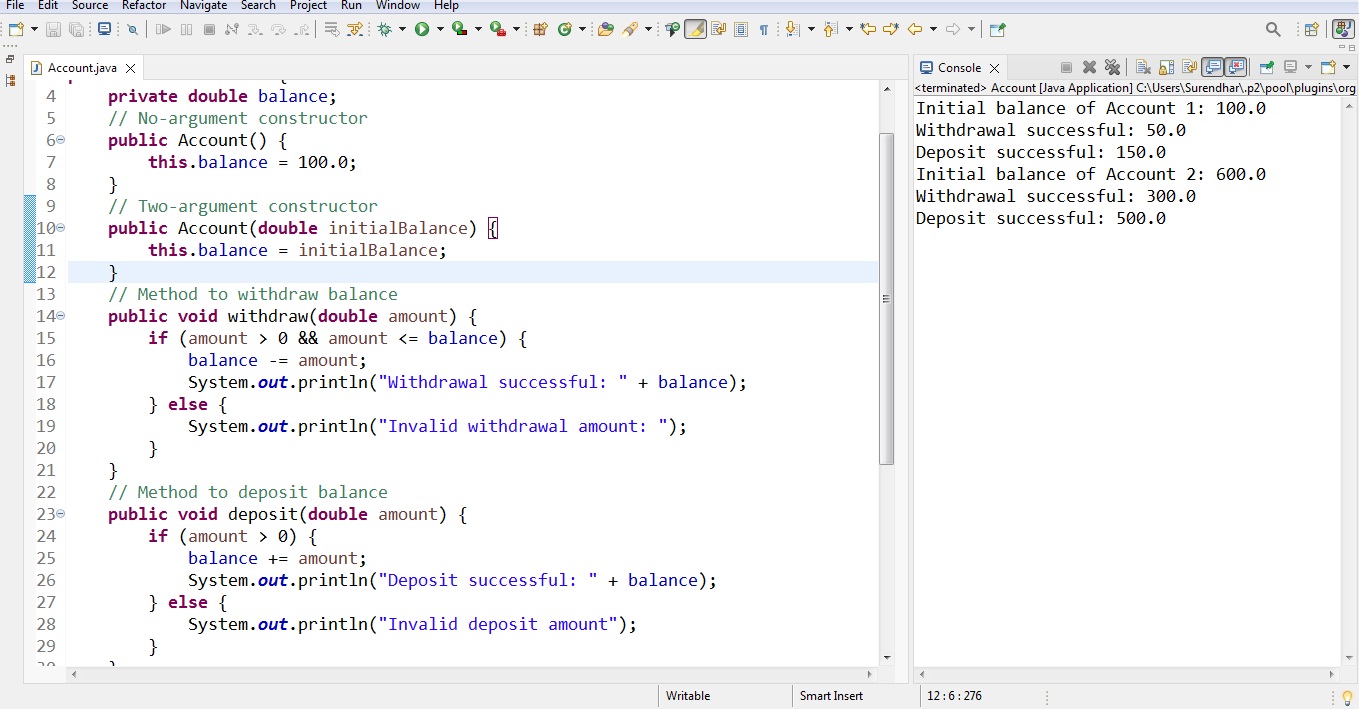 File Edit Source Refactor Navigate Search Project Run Window Help
Account.java
4 private double balance;
5 // No-argument constructor
6 public Account() {
7 this.balance = 100.0;
8 }
9 // Two-argument constructor
10 public Account(double initialBalance) {
11 this.balance = initialBalance;
12 }
13 // Method to withdraw balance
14 public void withdraw(double amount) {
15 if (amount > 0 && amount <= balance) {
16 balance -= amount;
17 System.out.println("Withdrawal successful: " + balance);
18 } else {
19 System.out.println("Invalid withdrawal amount: ");
20 }
21 }
22 // Method to deposit balance
23 public void deposit(double amount) {
24 if (amount > 0) {
25 balance += amount;
26 System.out.println("Deposit successful: " + balance);
27 } else {
28 System.out.println("Invalid deposit amount");
29 }
Console
<terminated> Account [Java Application] C:\Users\Surendhar\.p2\pool\plugins\org
Initial balance of Account 1: 100.0
Withdrawal successful: 50.0
Deposit successful: 150.0
Initial balance of Account 2: 600.0
Withdrawal successful: 300.0
Deposit successful: 500.0
Writable Smart Insert 12 : 6 : 276